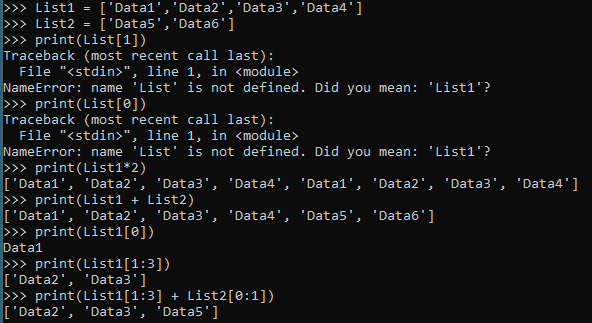 >>> List1 = ['Data1','Data2','Data3','Data4']
>>> List2 = ['Data5','Data6']
>>> print(List[1])
Traceback (most recent call last):
  File "<stdin>", line 1, in <module>
NameError: name 'List' is not defined. Did you mean: 'List1'?
>>> print(List[0])
Traceback (most recent call last):
  File "<stdin>", line 1, in <module>
NameError: name 'List' is not defined. Did you mean: 'List1'?
>>> print(List1*2)
['Data1', 'Data2', 'Data3', 'Data4', 'Data1', 'Data2', 'Data3', 'Data4']
>>> print(List1 + List2)
['Data1', 'Data2', 'Data3', 'Data4', 'Data5', 'Data6']
>>> print(List1[0])
Data1
>>> print(List1[1:3])
['Data2', 'Data3']
>>> print(List1[1:3] + List2[0:1])
['Data2', 'Data3', 'Data5']